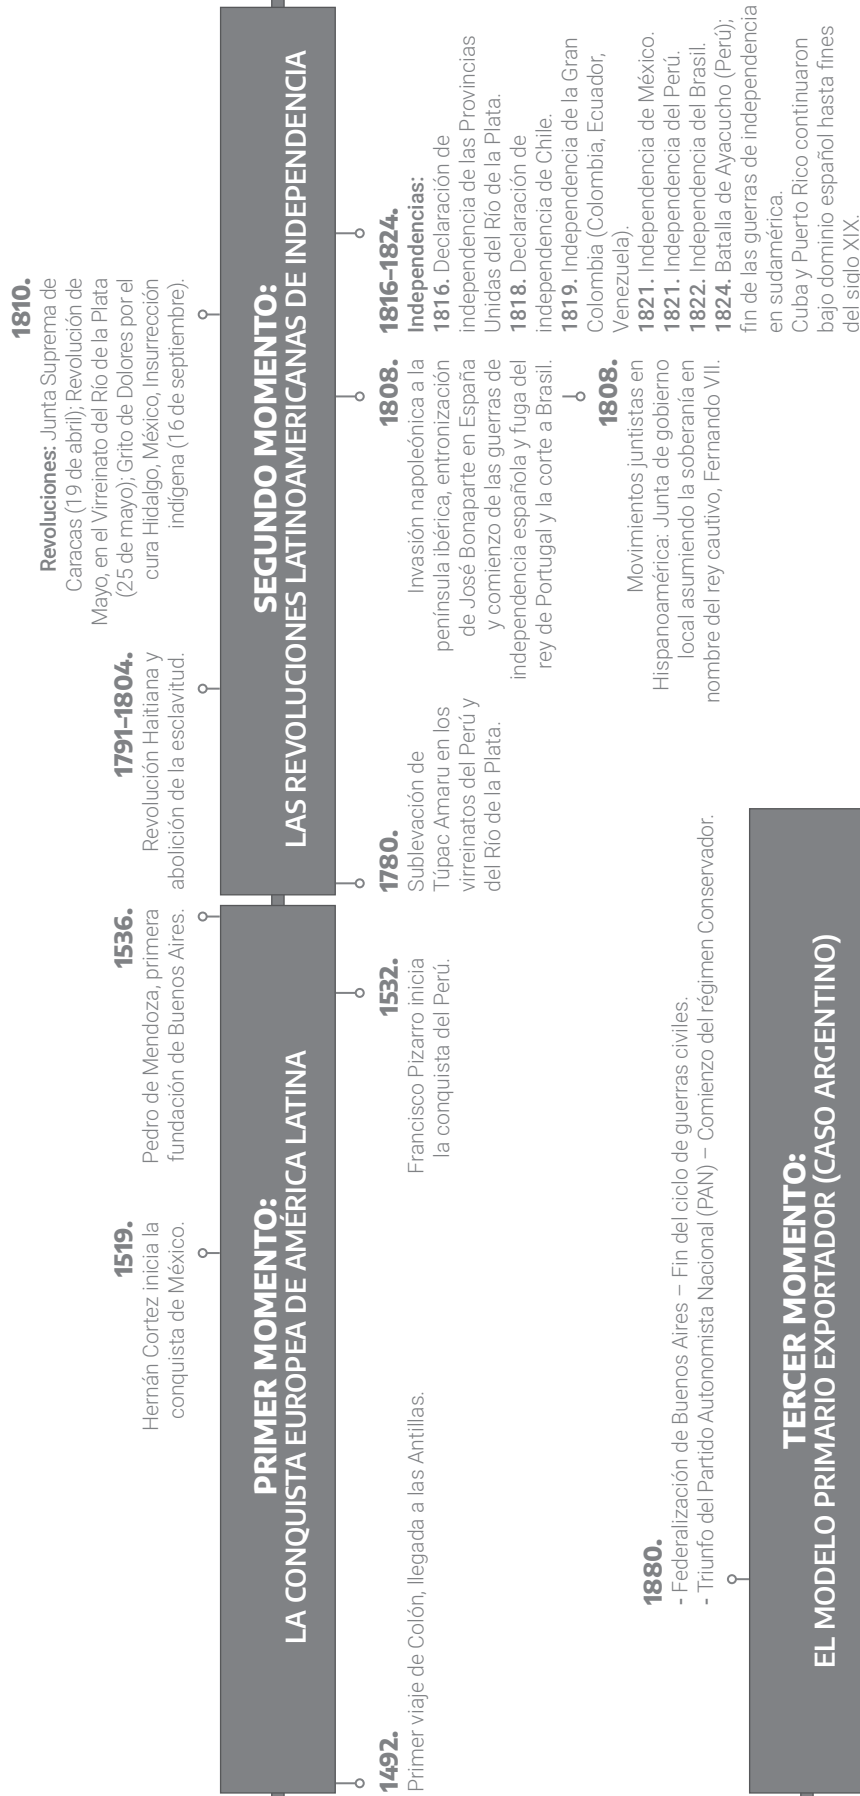 1519.
Hernán Cortez inicia la
conquista de México.
1536.
Pedro de Mendoza, primera
fundación de Buenos Aires.
PRIMER MOMENTO:
LA CONQUISTA EUROPEA DE AMÉRICA LATINA
1492.
Primer viaje de Colón, llegada a las Antillas.
1532.
Francisco Pizarro inicia
la conquista del Perú.
1791–1804.
Revolución Haitiana y
abolición de la esclavitud.
1810.
Revoluciones: Junta Suprema de
Caracas (19 de abril); Revolución de
Mayo, en el Virreinato del Río de la Plata
(25 de mayo); Grito de Dolores por el
cura Hidalgo, México, Insurrección
indígena (16 de septiembre).
SEGUNDO MOMENTO:
LAS REVOLUCIONES LATINOAMERICANAS DE INDEPENDENCIA
1780.
Sublevación de
Túpac Amaru en los
virreinatos del Perú y
del Río de la Plata.
1808.
Invasión napoleónica a la
península ibérica, entronización
de José Bonaparte en España
y comienzo de las guerras de
independencia española y fuga del
rey de Portugal y la corte a Brasil.
1808.
Movimientos juntistas en
Hispanoamérica: Junta de gobierno
local asumiendo la soberanía en
nombre del rey cautivo, Fernando VII.
1816–1824.
Independencias:
1816. Declaración de
independencia de las Provincias
Unidas del Río de la Plata.
1818. Declaración de
independencia de Chile.
1819. Independencia de la Gran
Colombia (Colombia, Ecuador,
Venezuela).
1821. Independencia de México.
1821. Independencia del Perú.
1822. Independencia del Brasil.
1824. Batalla de Ayacucho (Perú);
fin de las guerras de independencia
en sudamérica.
Cuba y Puerto Rico continuaron
bajo dominio español hasta fines
del sidlo XIX.
1880.
- Federalización de Buenos Aires – Fin del ciclo de guerras civiles.
- Triunfo del Partido Autonomista Nacional (PAN) – Comienzo del régimen Conservador.
TERCER MOMENTO:
EL MODELO PRIMARIO EXPORTADOR (CASO ARGENTINO)